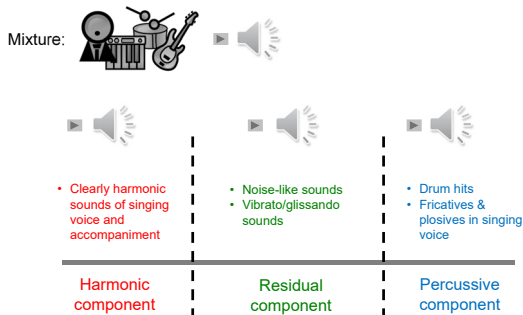 Mixture:
• Clearly harmonic
sounds of singing
voice and
accompaniment
• Noise-like sounds
• Vibrato/glissando
sounds
• Drum hits
• Fricatives &
plosives in singing
voice
Harmonic
component
Residual
component
Percussive
component